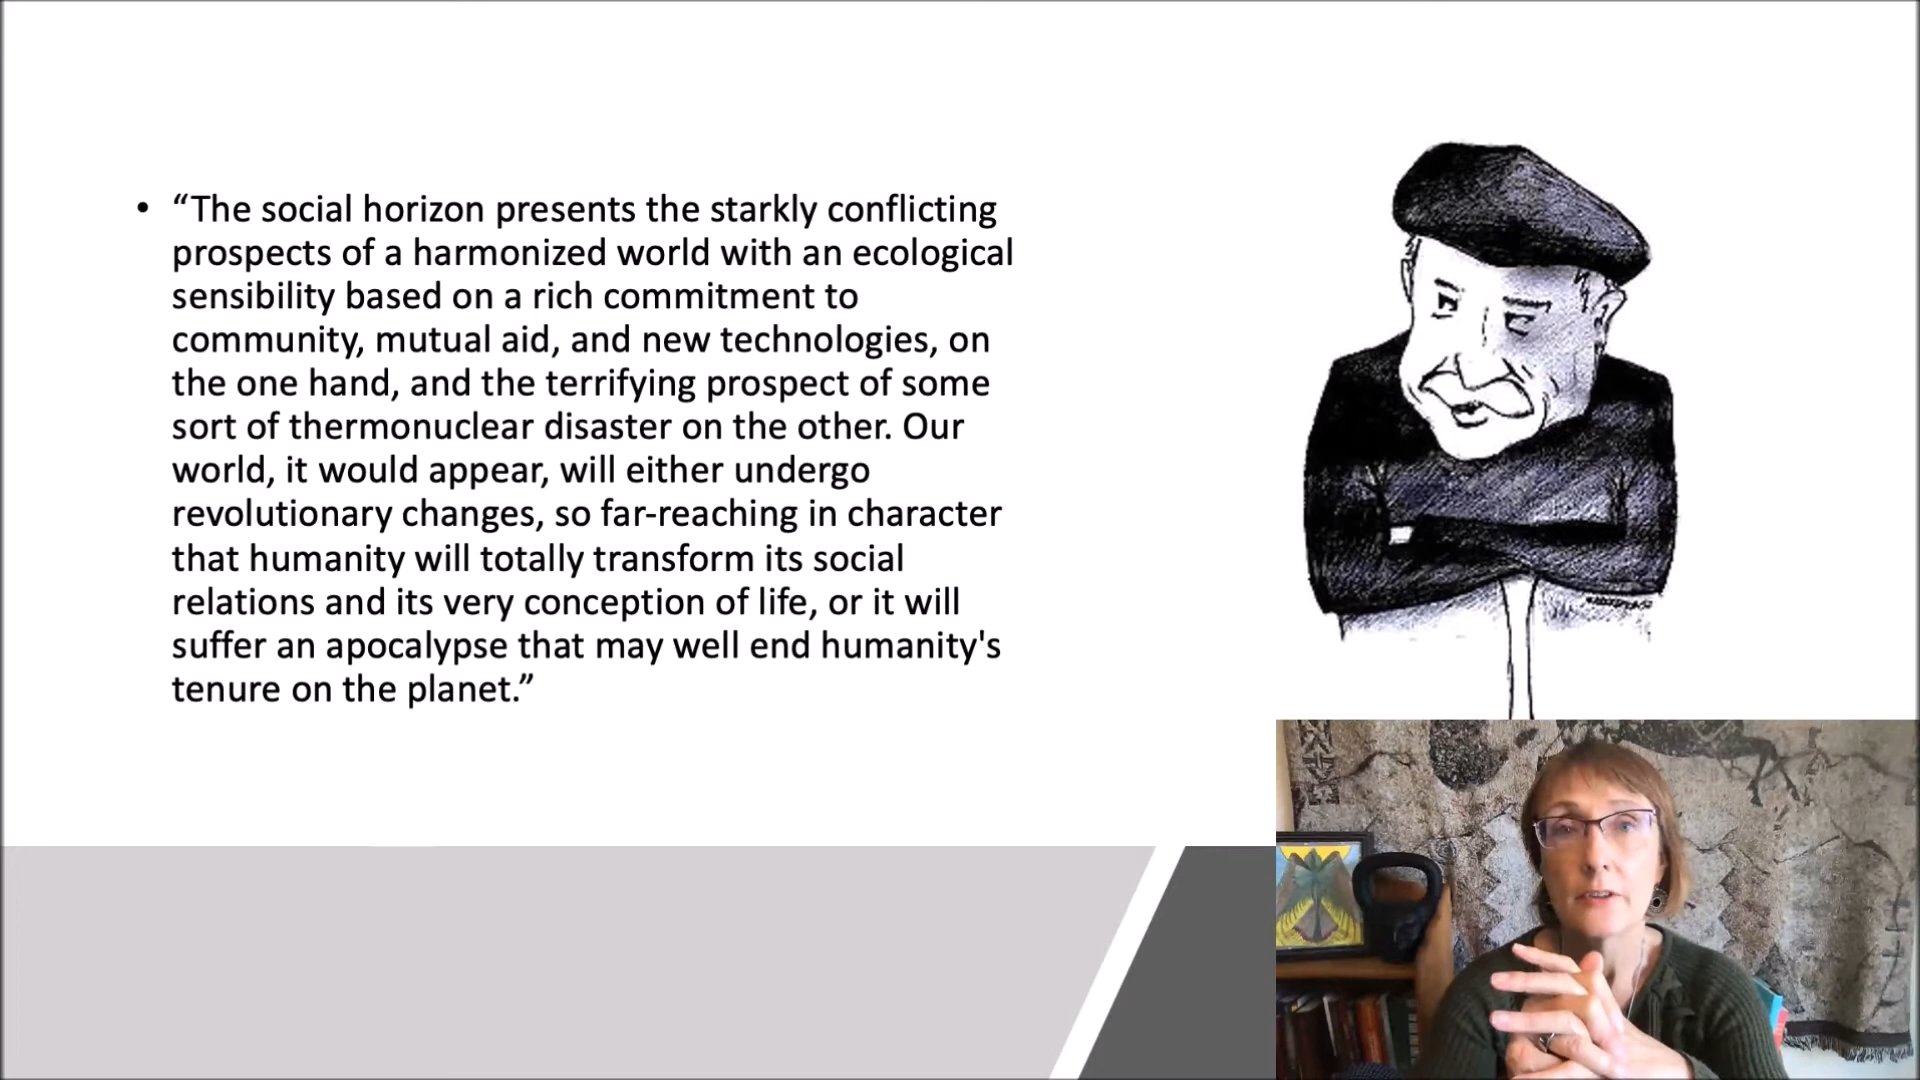 • “The social horizon presents the starkly conflicting
prospects of a harmonized world with an ecological
sensibility based on a rich commitment to
community, mutual aid, and new technologies, on
the one hand, and the terrifying prospect of some
sort of thermonuclear disaster on the other. Our
world, it would appear, will either undergo
revolutionary changes, so far-reaching in character
that humanity will totally transform its social
relations and its very conception of life, or it will
suffer an apocalypse that may well end humanity's
tenure on the planet.”